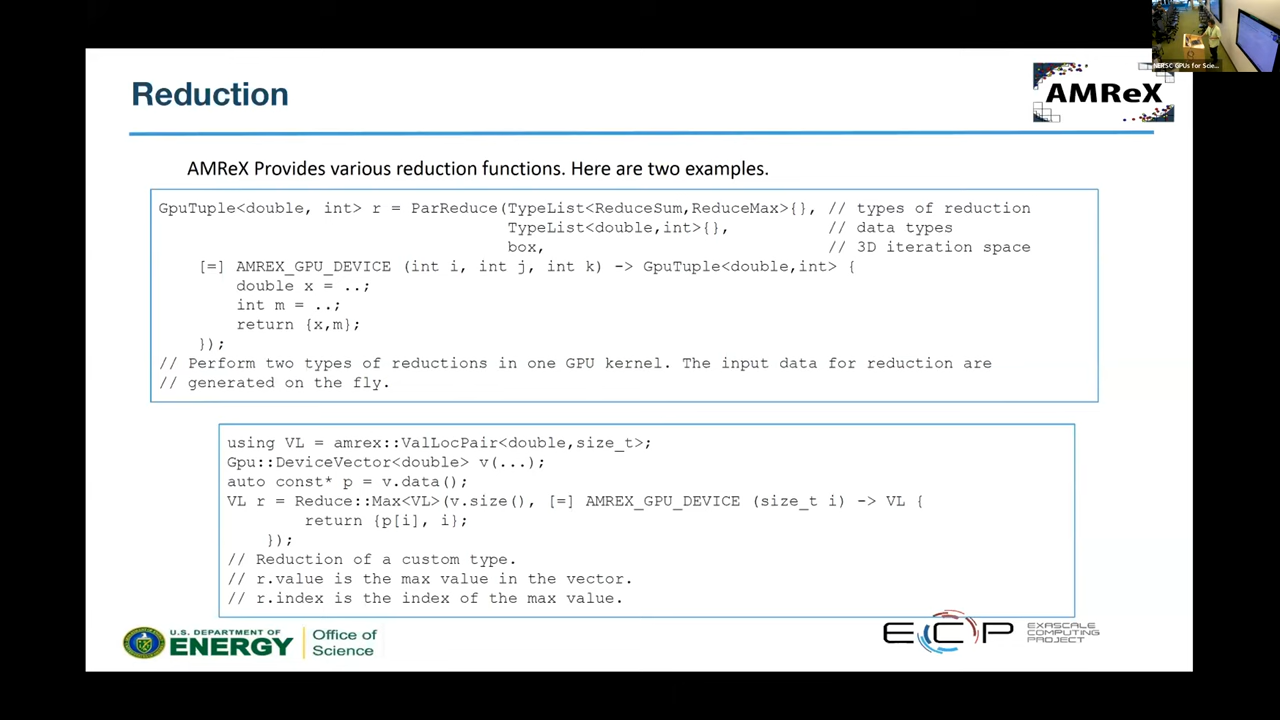 NERSC GPUs for Scie...
Reduction
AMReX
AMReX Provides various reduction functions. Here are two examples.
GpuTuple<double, int> r = ParReduce(TypeList<ReduceSum,ReduceMax>{}, // types of reduction
TypeList<double,int>{}, // data types
box, // 3D iteration space
[=] AMREX_GPU_DEVICE (int i, int j, int k) -> GpuTuple<double,int> {
double x = ..;
int m = ..;
return {x,m};
});
// Perform two types of reductions in one GPU kernel. The input data for reduction are
// generated on the fly.
using VL = amrex::ValLocPair<double,size_t>;
Gpu::DeviceVector<double> v(...);
auto const* p = v.data();
VL r = Reduce::Max<VL>(v.size(), [=] AMREX_GPU_DEVICE (size_t i) -> VL {
return {p[i], i};
});
// Reduction of a custom type.
// r.value is the max value in the vector.
// r.index is the index of the max value.
U.S. DEPARTMENT OF
ENERGY
Office of
Science
ECP
EXASCALE
COMPUTING
PROJECT